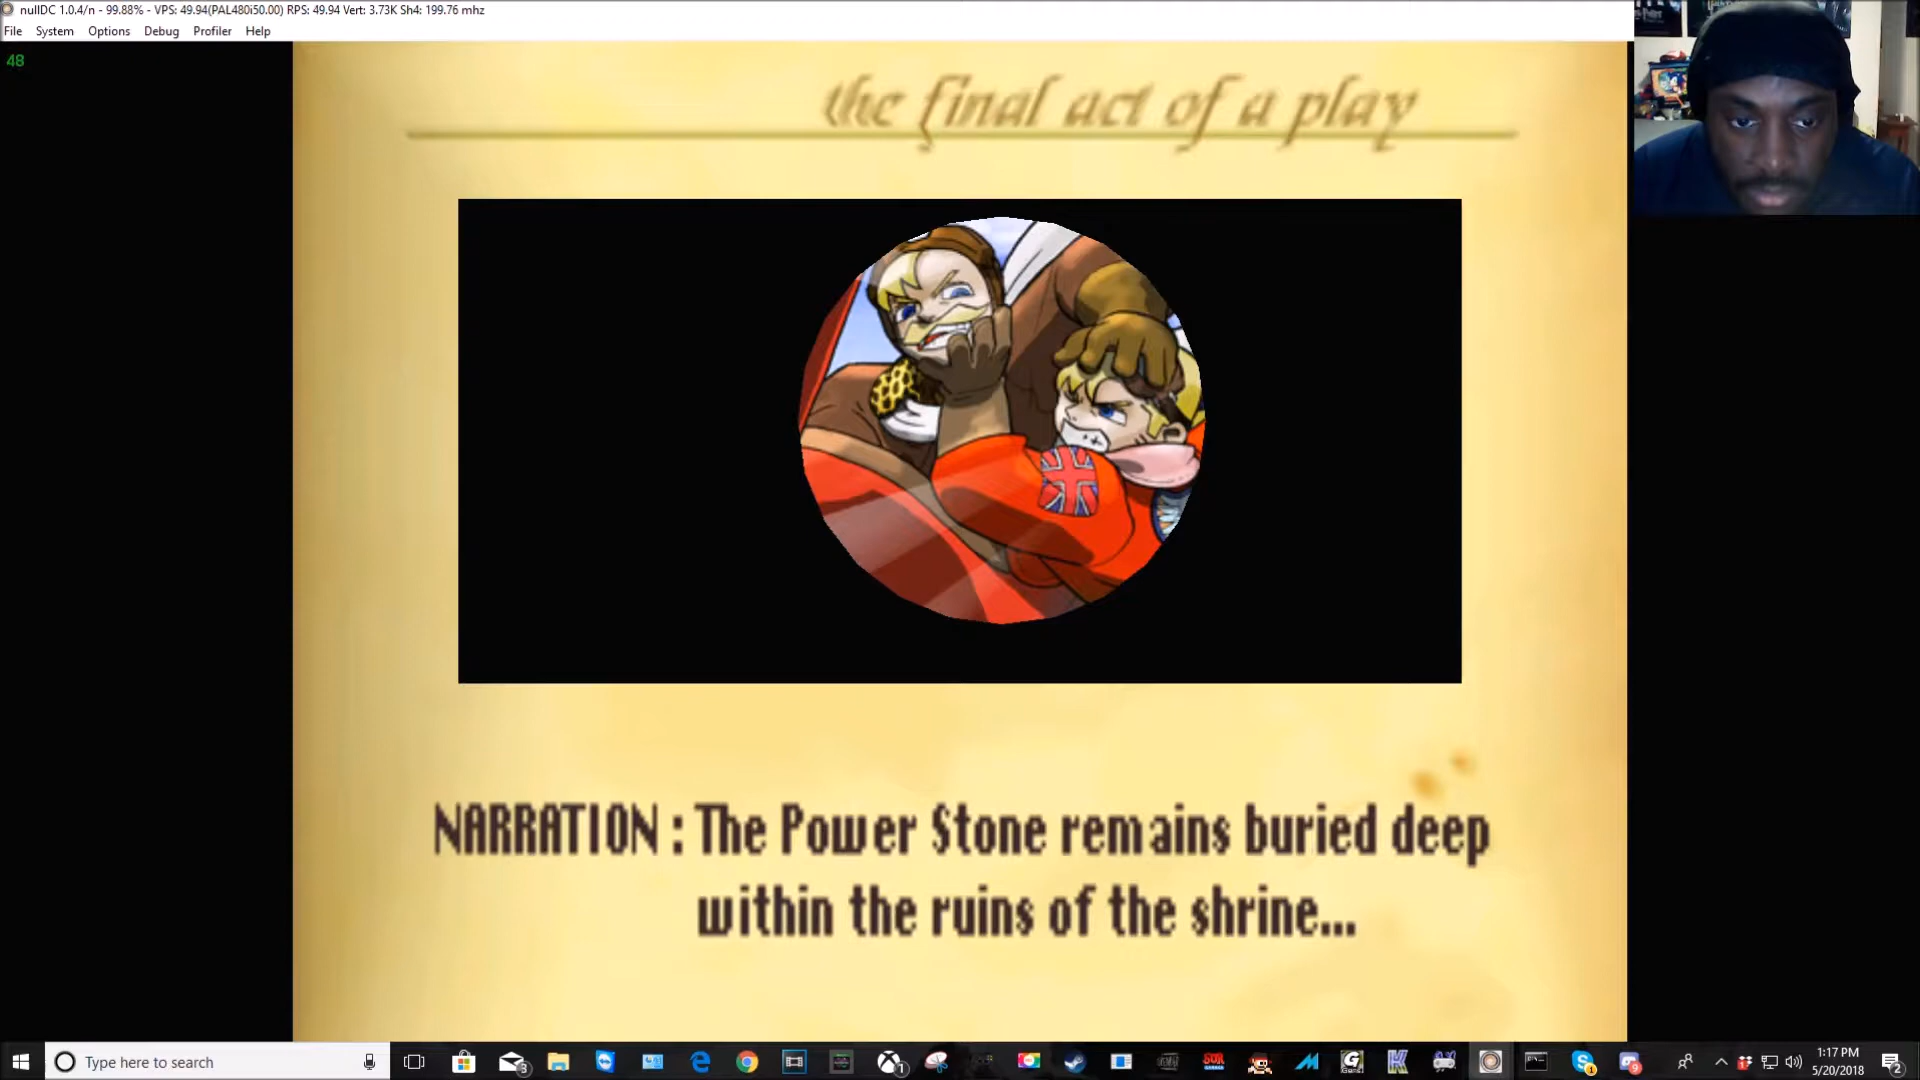 nullDC 1.0.4/n - 99.88% - VPS: 49.94(PAL480i50.00) RPS: 49.94 Vert: 3.73K Sh4: 199.76 mhz
File System Options Debug Profiler Help
48
the final act of a play
NARRATION : The Power Stone remains buried deep
within the ruins of the shrine...
Type here to search
1:17 PM
5/20/2018